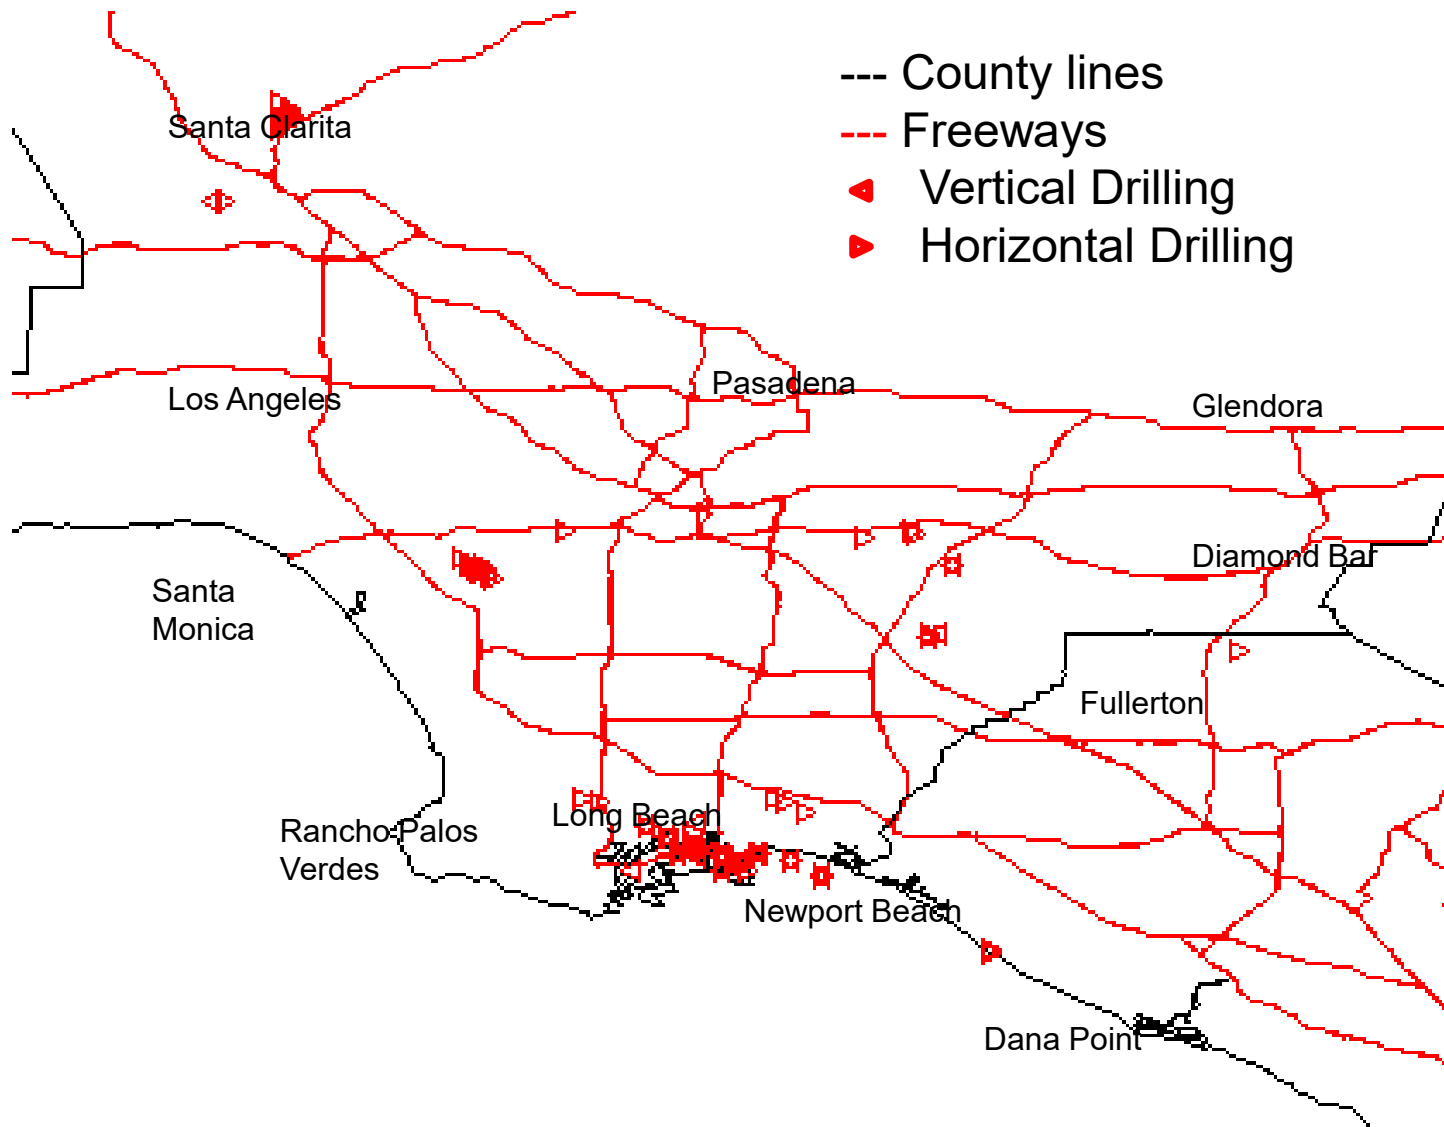 County lines
Freeways
Vertical Drilling
Horizontal Drilling
Santa Clarita
Pasadena
Los Angeles
Glendora
Diamond Bar
Santa
Monica
Fullerton
Long Beach
Rancho Palos
Verdes
Newport Beach
Dana Point